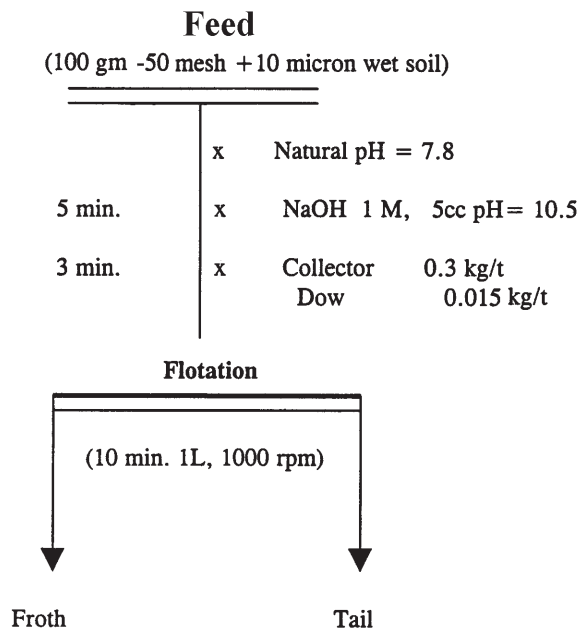 Feed
(100 gm -50 mesh +10 micron wet soil)
x Natural pH = 7.8
5 min. x NaOH 1 M, 5cc pH= 10.5
3 min. x Collector 0.3 kg/t
Dow 0.015 kg/t
Flotation
(10 min. 1L, 1000 rpm)
Froth Tail